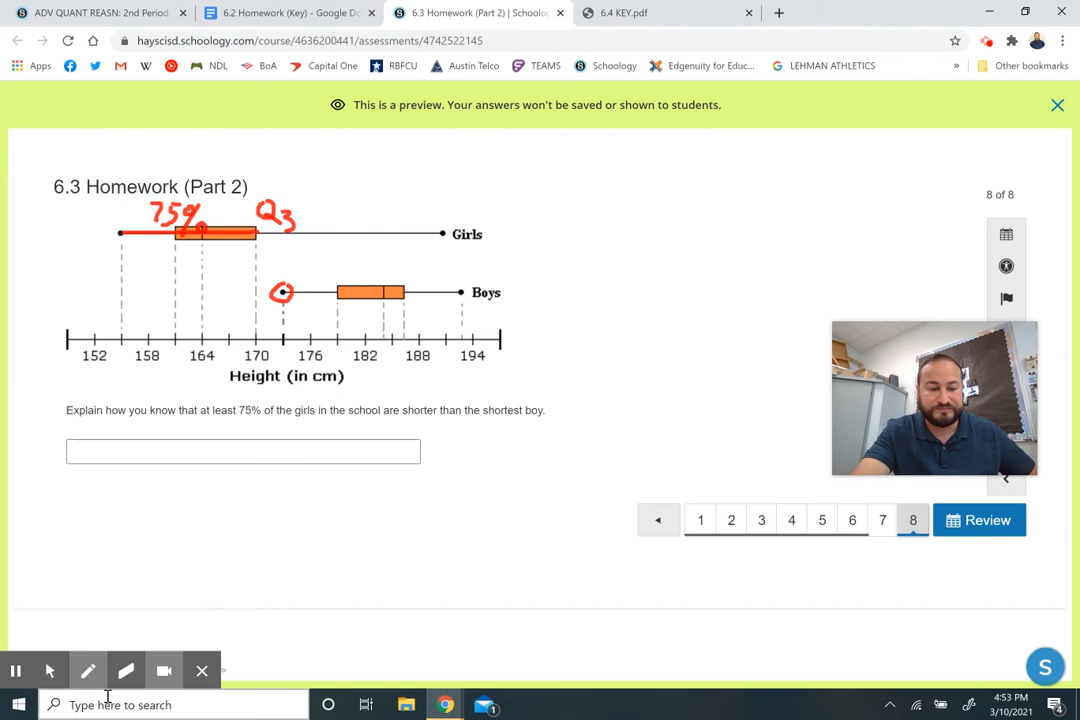 ADV QUANT REASN: 2nd Period,
6.2 Homework (Key) - Google Do
6.3 Homework (Part 2) | Schoolo
6.4 KEY.pdf
hayscisd.schoology.com/course/4636200441/assessments/4742522145
Apps
NDL
BoA
Capital One
RBFCU
Austin Telco
TEAMS
Schoology
Edgenuity for Educ...
LEHMAN ATHLETICS
»
Other bookmarks
This is a preview. Your answers won't be saved or shown to students.
6.3 Homework (Part 2)
8 of 8
75% Q3
Girls
Boys
152 158 164 170 176 182 188 194
Height (in cm)
Explain how you know that at least 75% of the girls in the school are shorter than the shortest boy.
1 2 3 4 5 6 7 8 Review
S
Type here to search
1
4:53 PM
3/10/2021
4